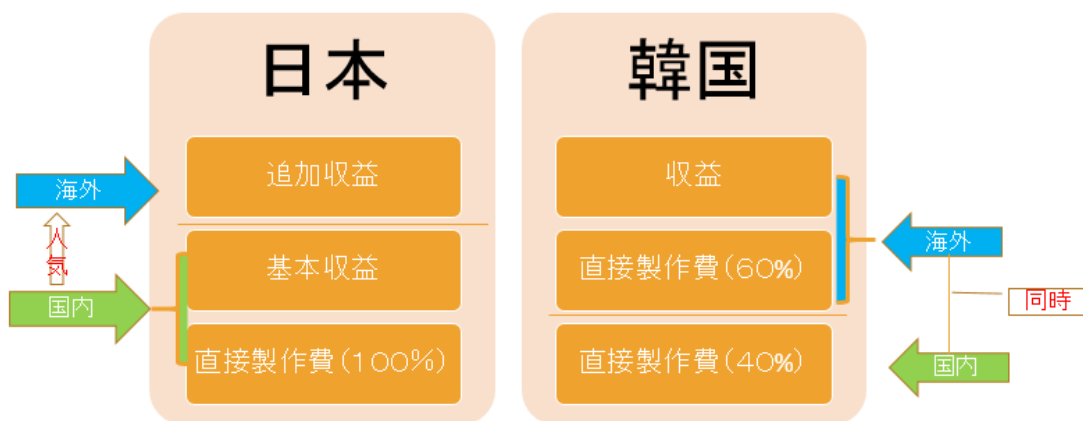 日本
海外
人気
国内
追加収益
基本収益
直接製作費(100%)
韓国
収益
直接製作費(60%)
直接製作費(40%)
海外
同時
国内